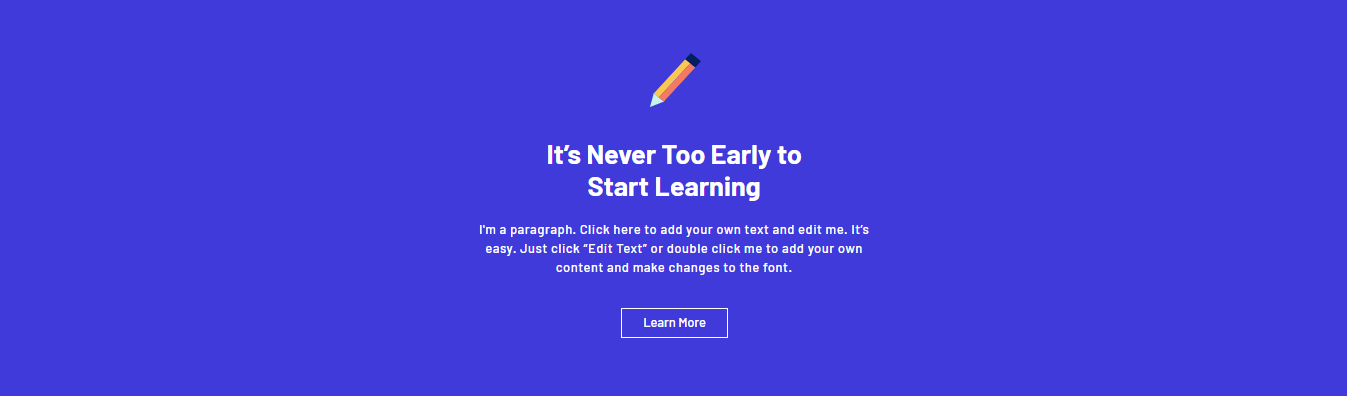 It’s Never Too Early to
Start Learning
I'm a paragraph. Click here to add your own text and edit me. It’s
easy. Just click “Edit Text” or double click me to add your own
content and make changes to the font.
Learn More